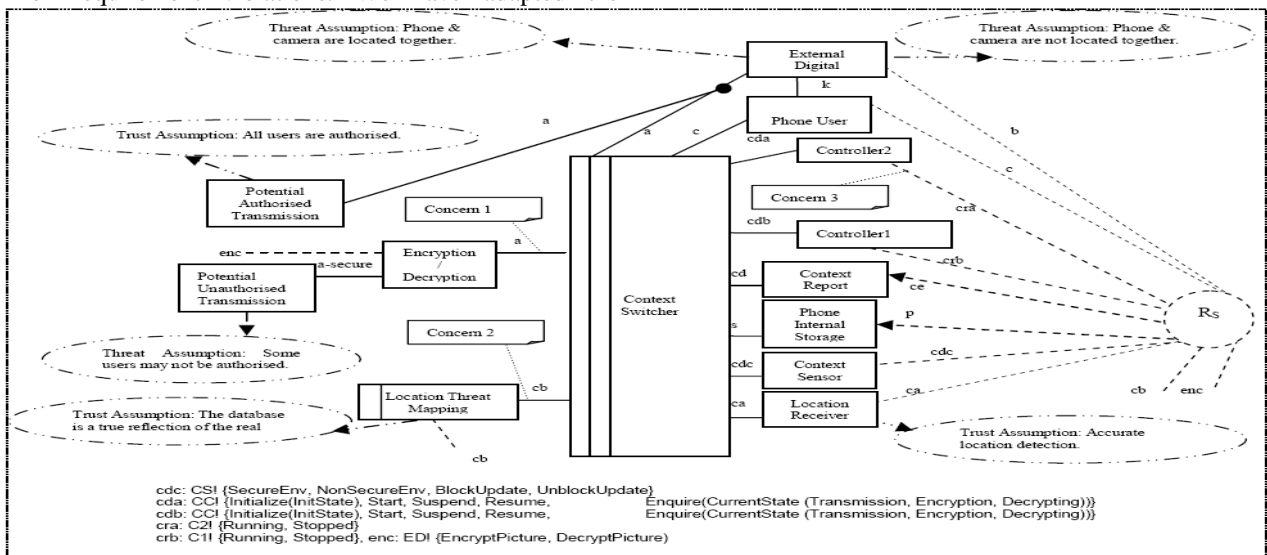 Threat Assumption: Phone &
camera are located together.
Threat Assumption: Phone &
camera are not located together.
External
Digital
k
a
Phone User
b
Trust Assumption: All users are authorised.
a
c
cda
Controller2
c
Potential
Authorised
Transmission
Concern 1
Concern 3
cra
cdb
Controller1
a
enc
Encryption
/
Decryption
a-secure
crb
Potential
Unauthorised
Transmission
Context
Switcher
cd
Context
Report
ce
Rs
Concern 2
s
Phone
Internal
Storage
p
Threat Assumption: Some
users may not be authorised.
cdc
Context
Sensor
cdc
cb
Location Threat
Mapping
cb
enc
ca
Location
Receiver
ca
Trust Assumption: The database
is a true reflection of the real
cb
Trust Assumption: Accurate
location detection.
cdc: CS! {SecureEnv, NonSecureEnv, BlockUpdate, UnblockUpdate}
cda: CC! {Initialize(InitState), Start, Suspend, Resume, Enquire(CurrentState (Transmission, Encryption, Decrypting))}
cdb: CC! {Initialize(InitState), Start, Suspend, Resume, Enquire(CurrentState (Transmission, Encryption, Decrypting))}
cra: C2! {Running, Stopped}
crb: C1! {Running, Stopped}, enc: ED! {EncryptPicture, DecryptPicture)